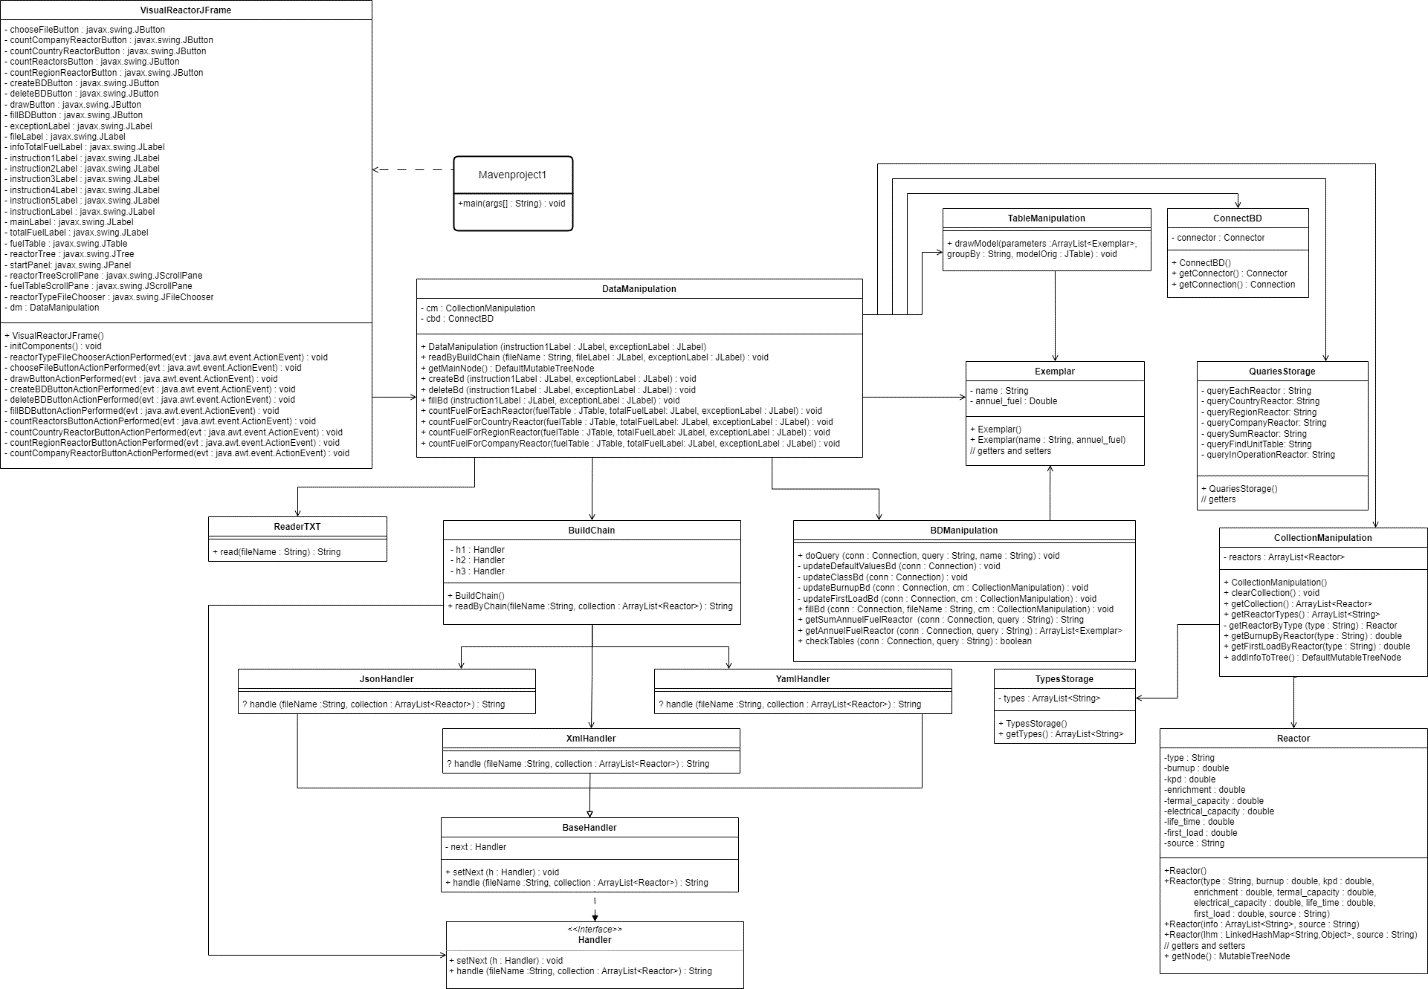 VisualReactorJFrame
- chooseFileButton : javax.swing.JButton
- countCompanyReactorButton : javax.swing.JButton
- countCountryReactorButton : javax.swing.JButton
- countReactorsButton : javax.swing.JButton
- countRegionReactorButton : javax.swing.JButton
- createBDButton : javax.swing.JButton
- deleteBDButton : javax.swing.JButton
- drawButton : javax.swing.JButton
- fillBDButton : javax.swing.JButton
- exceptionLabel : javax.swing.JLabel
- fileLabel : javax.swing.JLabel
- infoTotalFuelLabel : javax.swing.JLabel
- instruction1Label : javax.swing.JLabel
- instruction2Label : javax.swing.JLabel
- instruction3Label : javax.swing.JLabel
- instruction4Label : javax.swing.JLabel
- instruction5Label : javax.swing.JLabel
- instructionLabel : javax.swing.JLabel
- mainLabel : javax.swing.JLabel
- totalFuelLabel : javax.swing.JLabel
- fuelTable : javax.swing.JTable
- reactorTree : javax.swing.JTree
- startPanel: javax.swing.JPanel
- reactorTreeScrollPane : javax.swing.JScrollPane
- fuelTableScrollPane : javax.swing.JScrollPane
- reactorTypeFileChooser : javax.swing.JFileChooser
- dm : DataManipulation
+ VisualReactorJFrame()
- initComponents() : void
- reactorTypeFileChooserActionPerformed(evt : java.awt.event.ActionEvent) : void
- chooseFileButtonActionPerformed(evt : java.awt.event.ActionEvent) : void
- drawButtonActionPerformed(evt : java.awt.event.ActionEvent) : void
- createBDButtonActionPerformed(evt : java.awt.event.ActionEvent) : void
- deleteBDButtonActionPerformed(evt : java.awt.event.ActionEvent) : void
- fillBDButtonActionPerformed(evt : java.awt.event.ActionEvent) : void
- countReactorsButtonActionPerformed(evt : java.awt.event.ActionEvent) : void
- countCountryReactorButtonActionPerformed(evt : java.awt.event.ActionEvent) : void
- countRegionReactorButtonActionPerformed(evt : java.awt.event.ActionEvent) : void
- countCompanyReactorButtonActionPerformed(evt : java.awt.event.ActionEvent) : void
Mavenproject1
+main(args[] : String) : void
DataManipulation
- cm : CollectionManipulation
- cbd : ConnectBD
+ DataManipulation (instruction1Label : JLabel, exceptionLabel : JLabel)
+ readByBuildChain (fileName : String, fileLabel : JLabel, exceptionLabel : JLabel) : void
+ getMainNode() : DefaultMutableTreeNode
+ createBd (instruction1Label : JLabel, exceptionLabel : JLabel) : void
+ deleteBd (instruction1Label : JLabel, exceptionLabel : JLabel) : void
+ fillBd (instruction1Label : JLabel, exceptionLabel : JLabel) : void
+ countFuelForEachReactor(fuelTable : JTable, totalFuelLabel: JLabel, exceptionLabel : JLabel) : void
+ countFuelForCountryReactor(fuelTable : JTable, totalFuelLabel: JLabel, exceptionLabel : JLabel) : void
+ countFuelForRegionReactor(fuelTable : JTable, totalFuelLabel: JLabel, exceptionLabel : JLabel) : void
+ countFuelForCompanyReactor(fuelTable : JTable, totalFuelLabel: JLabel, exceptionLabel : JLabel) : void
TableManipulation
+ drawModel(parameters :ArrayList<Exemplar>,
groupBy : String, modelOrig : JTable) : void
ConnectBD
- connector : Connector
+ ConnectBD()
+ getConnector() : Connector
+ getConnection() : Connection
Exemplar
- name : String
- annuel_fuel : Double
+ Exemplar()
+ Exemplar(name : String, annuel_fuel)
// getters and setters
QuariesStorage
- queryEachReactor : String
- queryCountryReactor: String
- queryRegionReactor: String
- queryCompanyReactor: String
- querySumReactor: String
- queryFindUnitTable: String
- queryInOperationReactor: String
+ QuariesStorage()
// getters
ReaderTXT
+ read(fileName : String) : String
BuildChain
- h1 : Handler
- h2 : Handler
- h3 : Handler
+ BuildChain()
+ readByChain(fileName :String, collection : ArrayList<Reactor>) : String
BDManipulation
+ doQuery (conn : Connection, query : String, name : String) : void
- updateDefaultValuesBd (conn : Connection) : void
- updateClassBd (conn : Connection) : void
- updateBurnupBd (conn : Connection, cm : CollectionManipulation) : void
- updateFirstLoadBd (conn : Connection, cm : CollectionManipulation) : void
+ fillBd (conn : Connection, fileName : String, cm : CollectionManipulation) : void
+ getSumAnnuelFuelReactor (conn : Connection, query : String) : String
+ getAnnuelFuelReactor (conn : Connection, query : String) : ArrayList<Exemplar>
+ checkTables (conn : Connection, query : String) : boolean
CollectionManipulation
- reactors : ArrayList<Reactor>
+ CollectionManipulation()
+ clearCollection() : void
+ getCollection() : ArrayList<Reactor>
+ getReactorTypes() : ArrayList<String>
- getReactorByType (type : String) : Reactor
+ getBurnupByReactor(type : String) : double
+ getFirstLoadByReactor(type : String) : double
+ addInfoToTree() : DefaultMutableTreeNode
JsonHandler
? handle (fileName :String, collection : ArrayList<Reactor>) : String
YamlHandler
? handle (fileName :String, collection : ArrayList<Reactor>) : String
TypesStorage
- types : ArrayList<String>
+ TypesStorage()
+ getTypes() : ArrayList<String>
XmlHandler
? handle (fileName :String, collection : ArrayList<Reactor>) : String
Reactor
-type : String
-burnup : double
-kpd : double
-enrichment : double
-termal_capacity : double
-electrical_capacity : double
-life_time : double
-first_load : double
-source : String
+Reactor()
+Reactor(type : String, burnup : double, kpd : double,
enrichment : double, termal_capacity : double,
electrical_capacity : double, life_time : double,
first_load : double, source : String)
+Reactor(info : ArrayList<String>, source : String)
+Reactor(lhm : LinkedHashMap<String,Object>, source : String)
// getters and setters
+ getNode() : MutableTreeNode
BaseHandler
- next : Handler
+ setNext (h : Handler) : void
+ handle (fileName :String, collection : ArrayList<Reactor>) : String
<<Interface>>
Handler
+ setNext (h : Handler) : void
+ handle (fileName :String, collection : ArrayList<Reactor>) : String